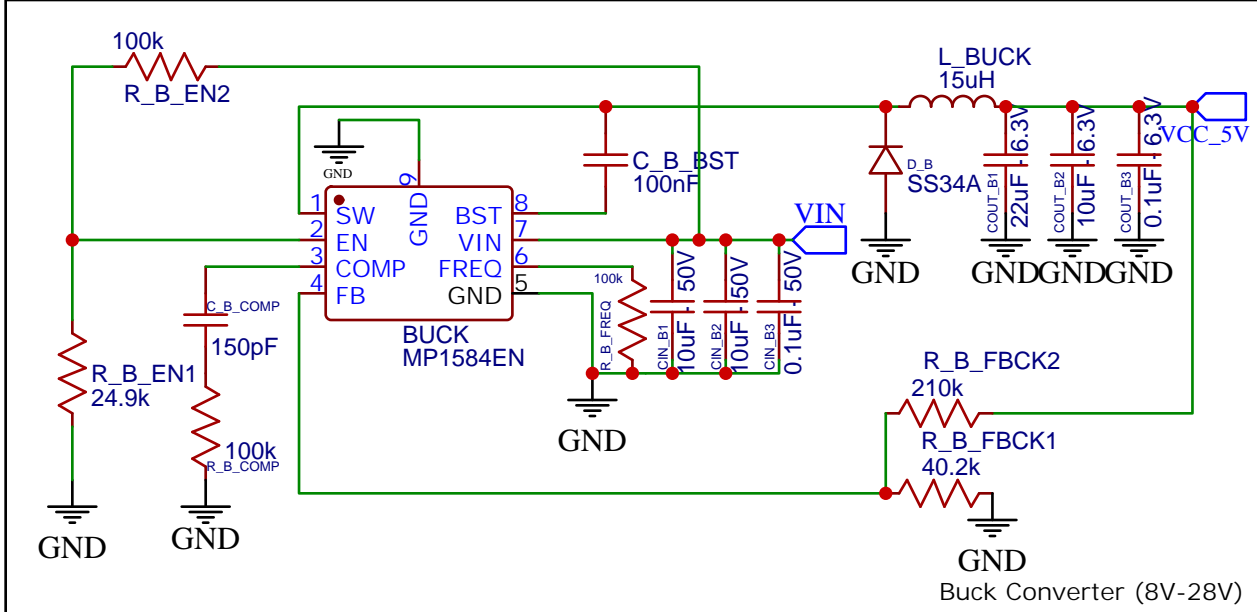 100k
R_B_EN2
L_BUCK
15uH
VCC_5V
GND
C_B_BST
100nF
D_B
SS34A
COUT_B1
22uF - 6.3V
COUT_B2
10uF - 6.3V
COUT_B3
0.1uF - 6.3V
GND
GND
GND
GND
1
SW
2
EN
3
COMP
4
FB
9
GND
8
BST
7
VIN
6
FREQ
5
GND
BUCK
MP1584EN
VIN
100k
R_B_FREQ
CIN_B1
10uF - 50V
CIN_B2
10uF - 50V
CIN_B3
0.1uF - 50V
GND
C_B_COMP
150pF
R_B_EN1
24.9k
100k
R_B_COMP
GND
GND
R_B_FBCK2
210k
R_B_FBCK1
40.2k
GND
Buck Converter (8V-28V)